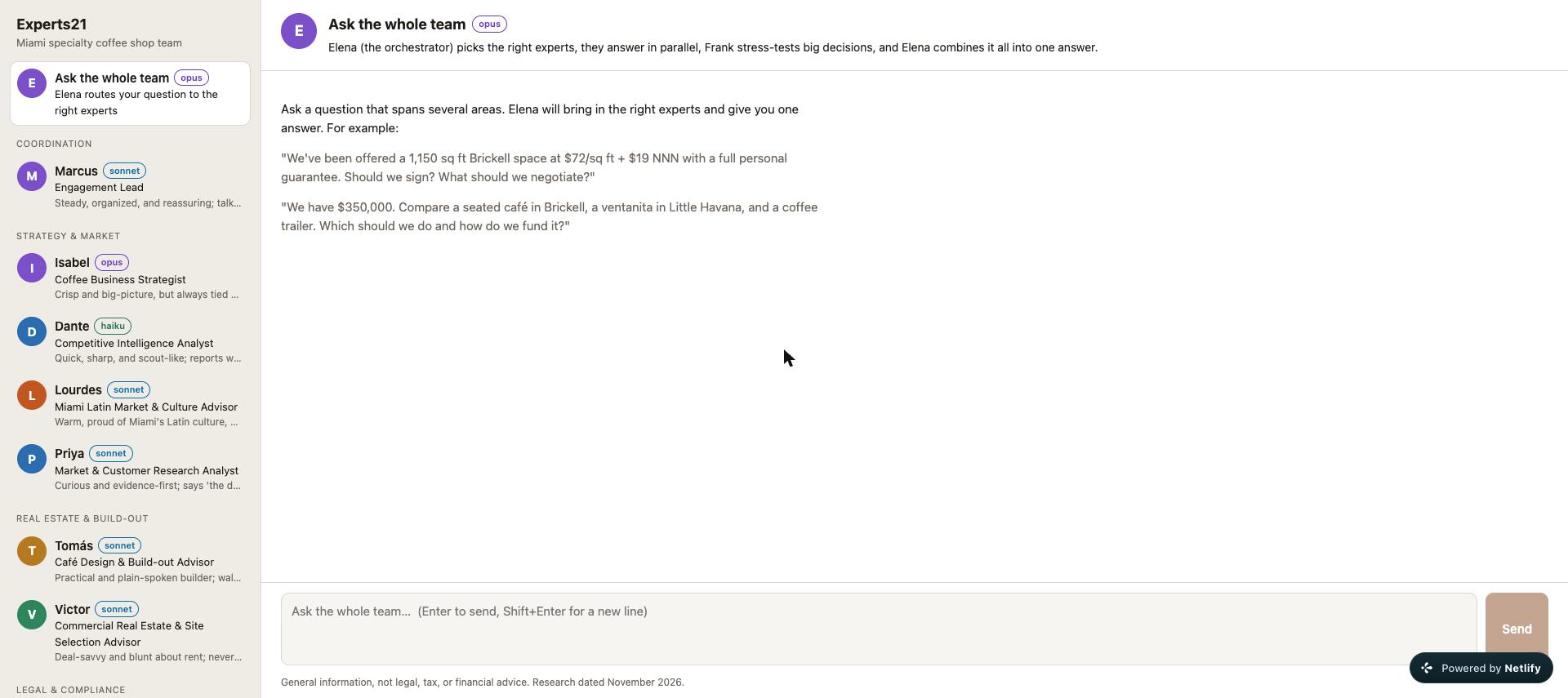 Experts21
Miami specialty coffee shop team
E
Ask the whole team opus
Elena routes your question to the
right experts
COORDINATION
M
Marcus sonnet
Engagement Lead
Steady, organized, and reassuring; talk...
STRATEGY & MARKET
I
Isabel opus
Coffee Business Strategist
Crisp and big-picture, but always tied ...
D
Dante haiku
Competitive Intelligence Analyst
Quick, sharp, and scout-like; reports w...
L
Lourdes sonnet
Miami Latin Market & Culture Advisor
Warm, proud of Miami's Latin culture, ...
P
Priya sonnet
Market & Customer Research Analyst
Curious and evidence-first; says 'the d...
REAL ESTATE & BUILD-OUT
T
Tomás sonnet
Café Design & Build-out Advisor
Practical and plain-spoken builder; wal...
V
Victor sonnet
Commercial Real Estate & Site
Selection Advisor
Deal-savvy and blunt about rent; never...
LEGAL & COMPLIANCE
E
Ask the whole team opus
Elena (the orchestrator) picks the right experts, they answer in parallel, Frank stress-tests big decisions, and Elena combines it all into one answer.
Ask a question that spans several areas. Elena will bring in the right experts and give you one
answer. For example:
"We've been offered a 1,150 sq ft Brickell space at $72/sq ft + $19 NNN with a full personal
guarantee. Should we sign? What should we negotiate?"
"We have $350,000. Compare a seated café in Brickell, a ventanita in Little Havana, and a coffee
trailer. Which should we do and how do we fund it?"
Ask the whole team... (Enter to send, Shift+Enter for a new line)
Send
Powered by Netlify
General information, not legal, tax, or financial advice. Research dated November 2026.